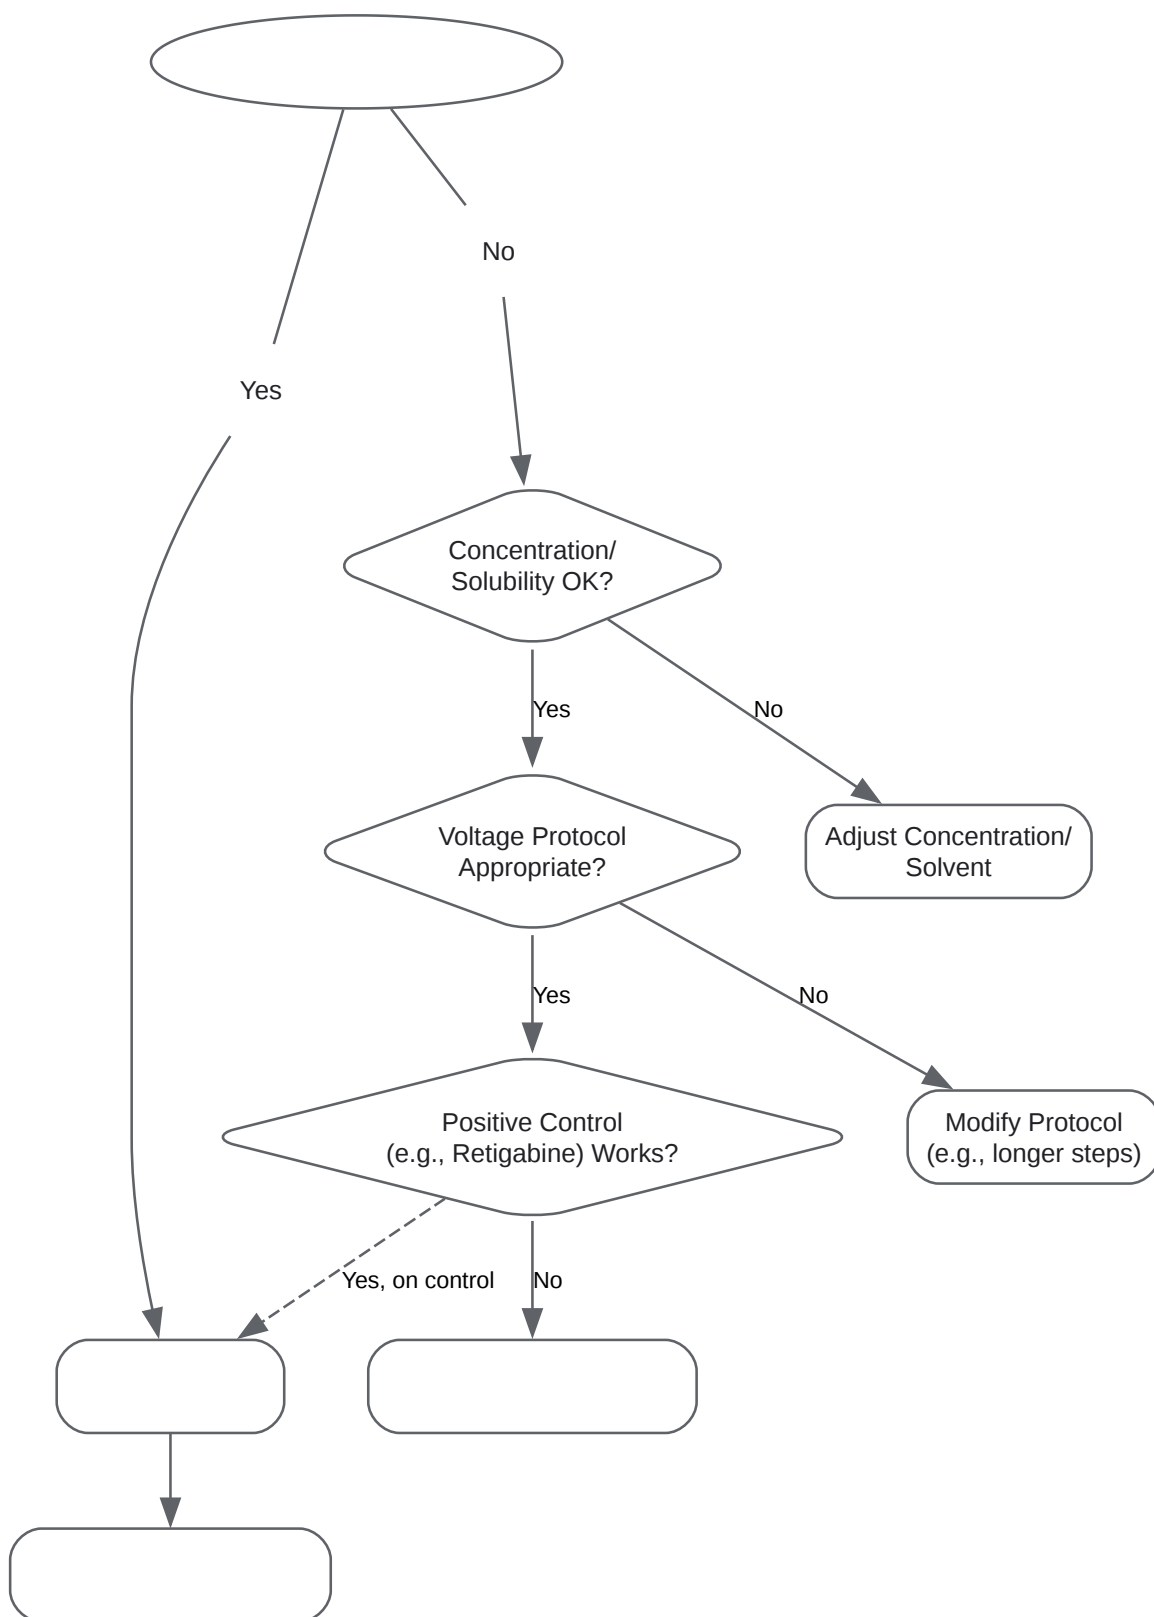 No
Yes
Concentration/
Solubility OK?
Yes
No
Voltage Protocol
Appropriate?
Adjust Concentration/
Solvent
Yes
No
Positive Control
(e.g., Retigabine) Works?
Modify Protocol
(e.g., longer steps)
Yes, on control
No